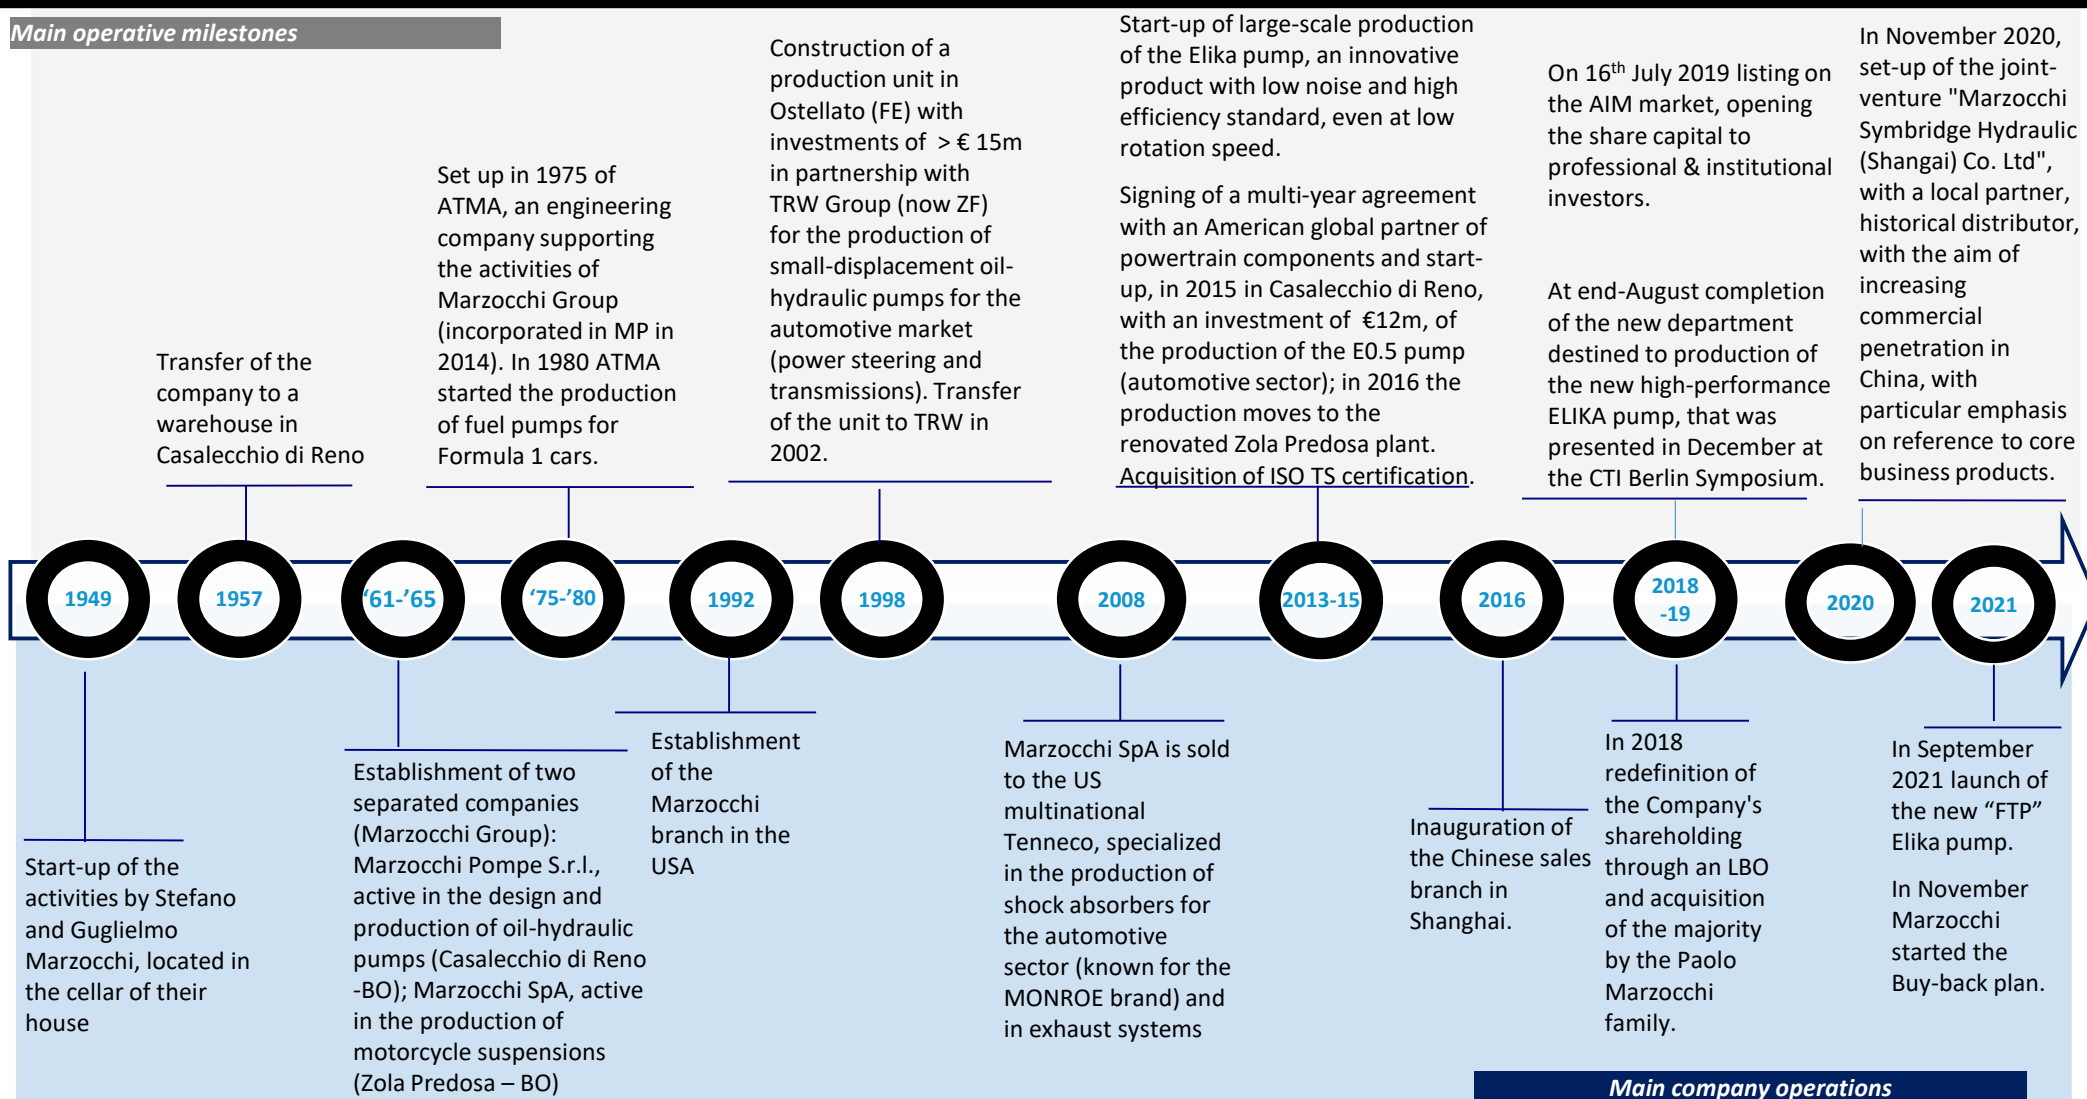 Main operative milestones
Transfer of the
company to a
warehouse in
Casalecchio di Reno
Set up in 1975 of
ATMA, an engineering
company supporting
the activities of
Marzocchi Group
(incorporated in MP in
2014). In 1980 ATMA
started the production
of fuel pumps for
Formula 1 cars.
Construction of a
production unit in
Ostellato (FE) with
investments of > € 15m
in partnership with
TRW Group (now ZF)
for the production of
small-displacement oil-
hydraulic pumps for the
automotive market
(power steering and
transmissions). Transfer
of the unit to TRW in
2002.
Start-up of large-scale production
of the Elika pump, an innovative
product with low noise and high
efficiency standard, even at low
rotation speed.
Signing of a multi-year agreement
with an American global partner of
powertrain components and start-
up, in 2015 in Casalecchio di Reno,
with an investment of €12m, of
the production of the E0.5 pump
(automotive sector); in 2016 the
production moves to the
renovated Zola Predosa plant.
Acquisition of ISO TS certification.
On 16th July 2019 listing on
the AIM market, opening
the share capital to
professional & institutional
investors.
At end-August completion
of the new department
destined to production of
the new high-performance
ELIKA pump, that was
presented in December at
the CTI Berlin Symposium.
In November 2020,
set-up of the joint-
venture "Marzocchi
Symbridge Hydraulic
(Shangai) Co. Ltd",
with a local partner,
historical distributor,
with the aim of
increasing
commercial
penetration in
China, with
particular emphasis
on reference to core
business products.
1949
1957
‘61-’65
‘75-’80
1992
1998
2008
2013-15
2016
2018
-19
2020
2021
Start-up of the
activities by Stefano
and Guglielmo
Marzocchi, located in
the cellar of their
house
Establishment of two
separated companies
(Marzocchi Group):
Marzocchi Pompe S.r.l.,
active in the design and
production of oil-hydraulic
pumps (Casalecchio di Reno
-BO); Marzocchi SpA, active
in the production of
motorcycle suspensions
(Zola Predosa – BO)
Establishment
of the
Marzocchi
branch in the
USA
Marzocchi SpA is sold
to the US
multinational
Tenneco, specialized
in the production of
shock absorbers for
the automotive
sector (known for the
MONROE brand) and
in exhaust systems
Inauguration of
the Chinese sales
branch in
Shanghai.
In 2018
redefinition of
the Company's
shareholding
through an LBO
and acquisition
of the majority
by the Paolo
Marzocchi
family.
In September
2021 launch of
the new “FTP”
Elika pump.
In November
Marzocchi
started the
Buy-back plan.
Main company operations